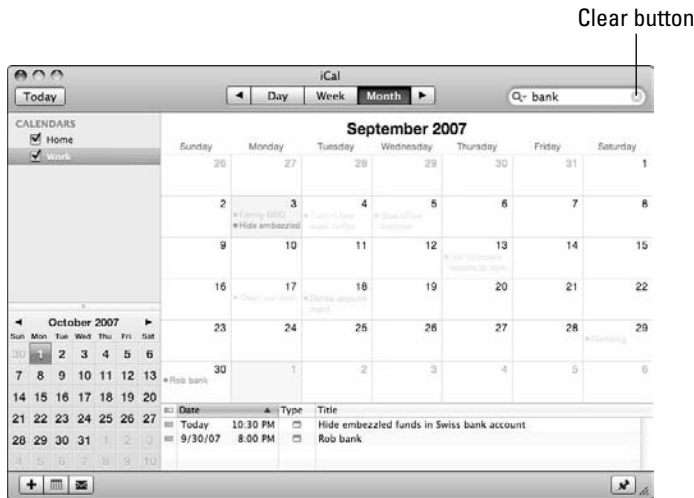 Clear button
iCal
Today
Day Week Month
bank
CALENDARS
Home
Work
September 2007
Sunday Monday Tuesday Wednesday Thursday Friday Saturday
26 27 28 29 30 31 1
2 3 4 5 6 7 8
Hide embezzled
9 10 11 12 13 14 15
16 17 18 19 20 21 22
23 24 25 26 27 28 29
30 1 2 3 4 5 6
Rob bank
October 2007
Sun Mon Tue Wed Thu Fri Sat
30 1 2 3 4 5 6
7 8 9 10 11 12 13
14 15 16 17 18 19 20
21 22 23 24 25 26 27
28 29 30 31 1 2 3
4 5 6 7 8 9 10
Date Type Title
Today 10:30 PM Hide embezzled funds in Swiss bank account
9/30/07 8:00 PM Rob bank